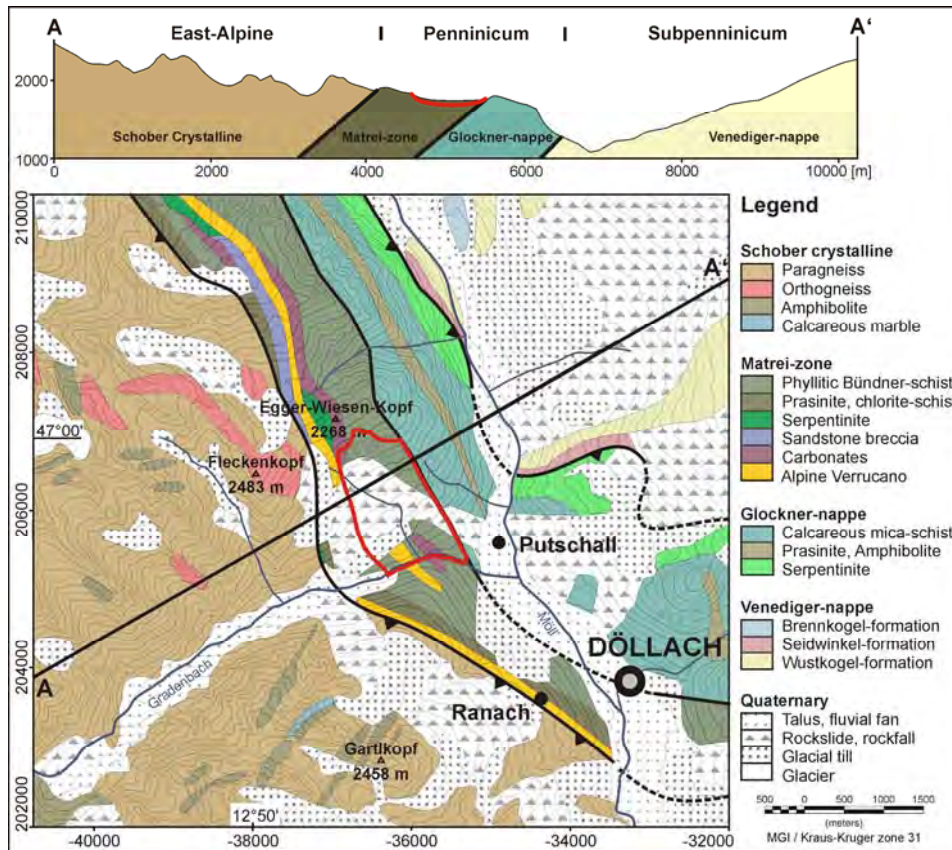 A East-Alpine I Penninicum I Subpenninicum A'
2000
1000
Schober Crystalline Matrei-zone Glockner-nappe Venediger-nappe
0 2000 4000 6000 8000 10000 [m]
210000
208000
206000
204000
202000
A'
Egger-Wiesen-Kopf
2268 m
47°00'
Fleckenkopf
2483 m
Putschall
Möll
DÖLLACH
A
Gradenbach
Ranach
Gartlkopf
2458 m
12°50'
-40000 -38000 -36000 -34000 -32000
Legend
Schober crystalline
Paragneiss
Orthogneiss
Amphibolite
Calcareous marble
Matrei-zone
Phyllitic Bündner-schist
Prasinite, chlorite-schis
Serpentinite
Sandstone breccia
Carbonates
Alpine Verrucano
Glockner-nappe
Calcareous mica-schist
Prasinite, Amphibolite
Serpentinite
Venediger-nappe
Brennkogel-formation
Seidwinkel-formation
Wustkogel-formation
Quaternary
Talus, fluvial fan
Rockslide, rockfall
Glacial till
Glacier
500 0 500 1000 1500
(meters)
MGI / Kraus-Kruger zone 31